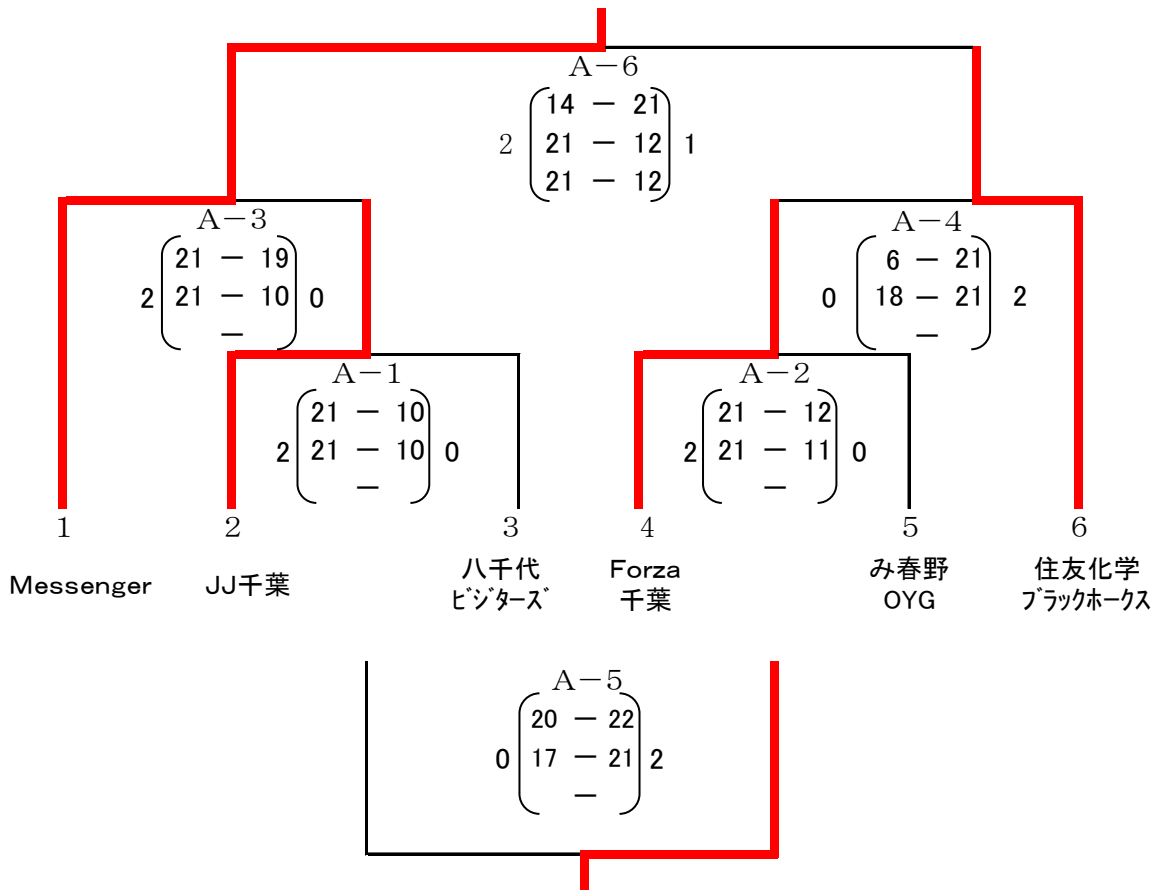 A-6
14 ― 21
2 21 ― 12 1
21 ― 12
A-3
21 ― 19
2 21 ― 10 0
―
A-4
6 ― 21
0 18 ― 21 2
―
A-1
21 ― 10
2 21 ― 10 0
―
A-2
21 ― 12
2 21 ― 11 0
―
1 2 3 4 5 6
Messenger JJ千葉 八千代 Forza み春野 住友化学
ビジターズ 千葉 OYG ブラックホークス
A-5
20 ― 22
0 17 ― 21 2
―